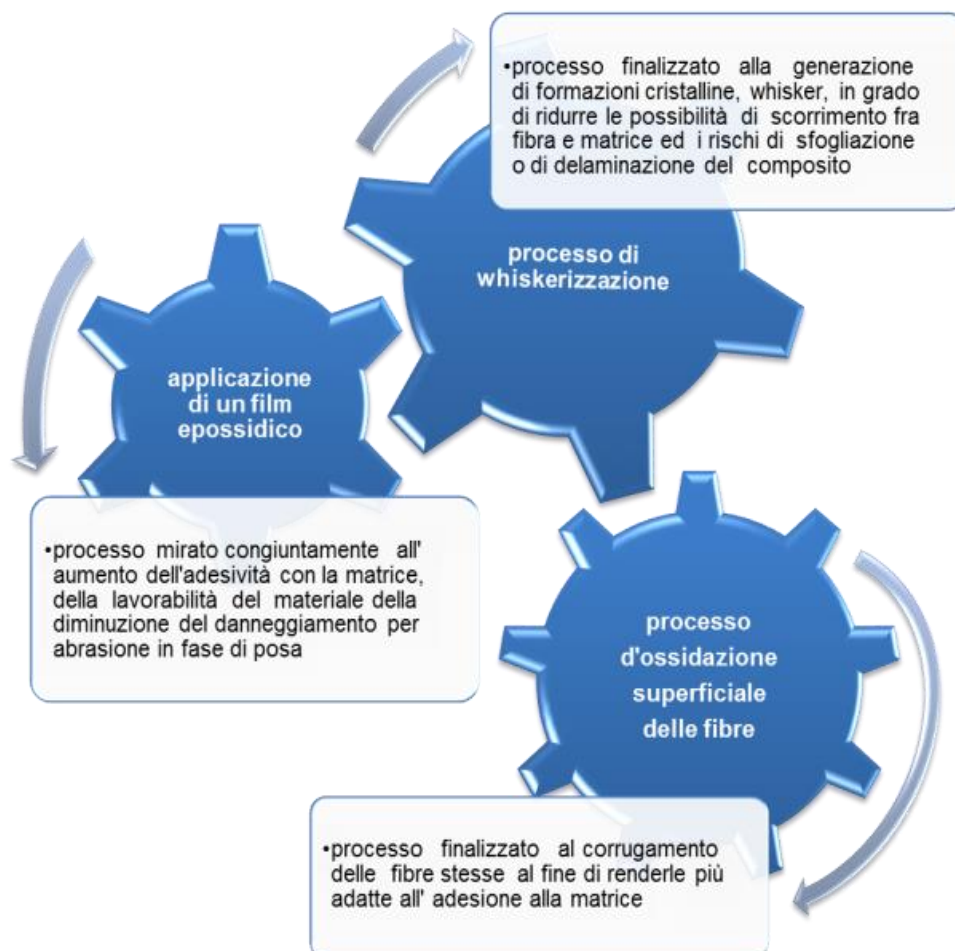 •processo finalizzato alla generazione
di formazioni cristalline, whisker, in grado
di ridurre le possibilità di scorrimento fra
fibra e matrice ed i rischi di sfogliazione
o di delaminazione del composito
processo di
whiskerizzazione
applicazione
di un film
epossidico
•processo mirato congiuntamente all'
aumento dell'adesività con la matrice,
della lavorabilità del materiale della
diminuzione del danneggiamento per
abrasione in fase di posa
processo
d'ossidazione
superficiale
delle fibre
•processo finalizzato al corrugamento
delle fibre stesse al fine di renderle più
adatte all' adesione alla matrice